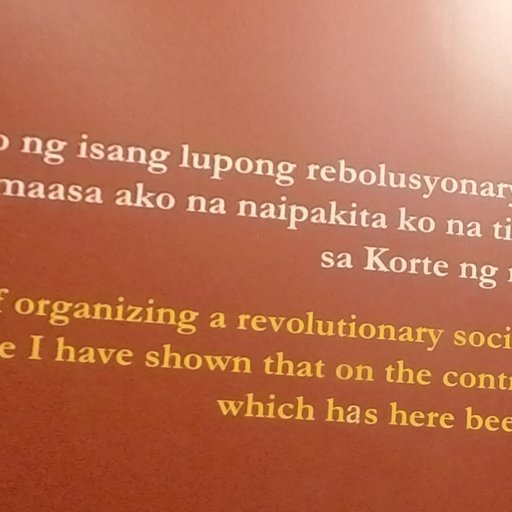 ng isang lupong rebolusyonary
maasa ako na naipakita ko na ti
sa Korte ng
organizing a revolutionary soci
e I have shown that on the contr
which has here bee